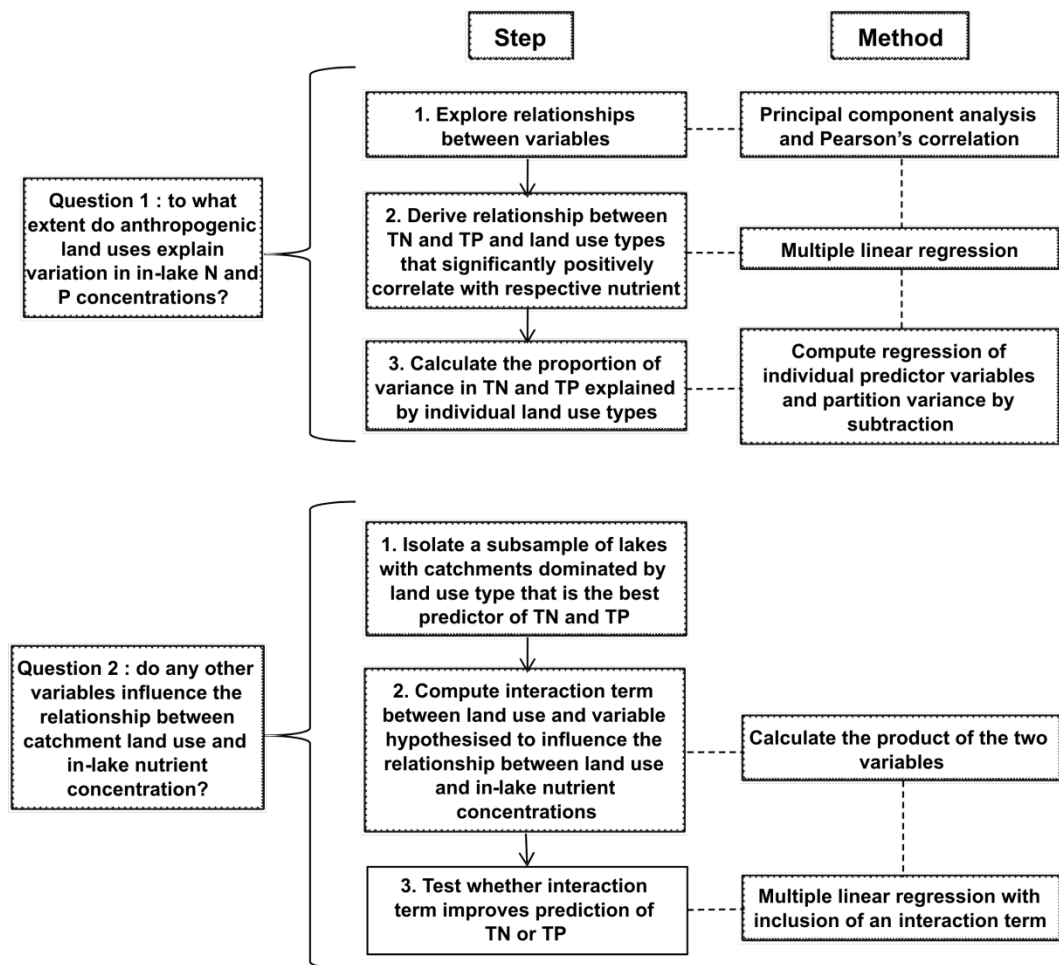 Step
Method
1. Explore relationships
between variables
Principal component analysis
and Pearson's correlation
Question 1 : to what
extent do anthropogenic
land uses explain
variation in in-lake N and
P concentrations?
2. Derive relationship between
TN and TP and land use types
that significantly positively
correlate with respective nutrient
Multiple linear regression
3. Calculate the proportion of
variance in TN and TP explained
by individual land use types
Compute regression of
individual predictor variables
and partition variance by
subtraction
1. Isolate a subsample of lakes
with catchments dominated by
land use type that is the best
predictor of TN and TP
Question 2 : do any other
variables influence the
relationship between
catchment land use and
in-lake nutrient
concentration?
2. Compute interaction term
between land use and variable
hypothesised to influence the
relationship between land use
and in-lake nutrient
concentrations
Calculate the product of the two
variables
3. Test whether interaction
term improves prediction of
TN or TP
Multiple linear regression with
inclusion of an interaction term